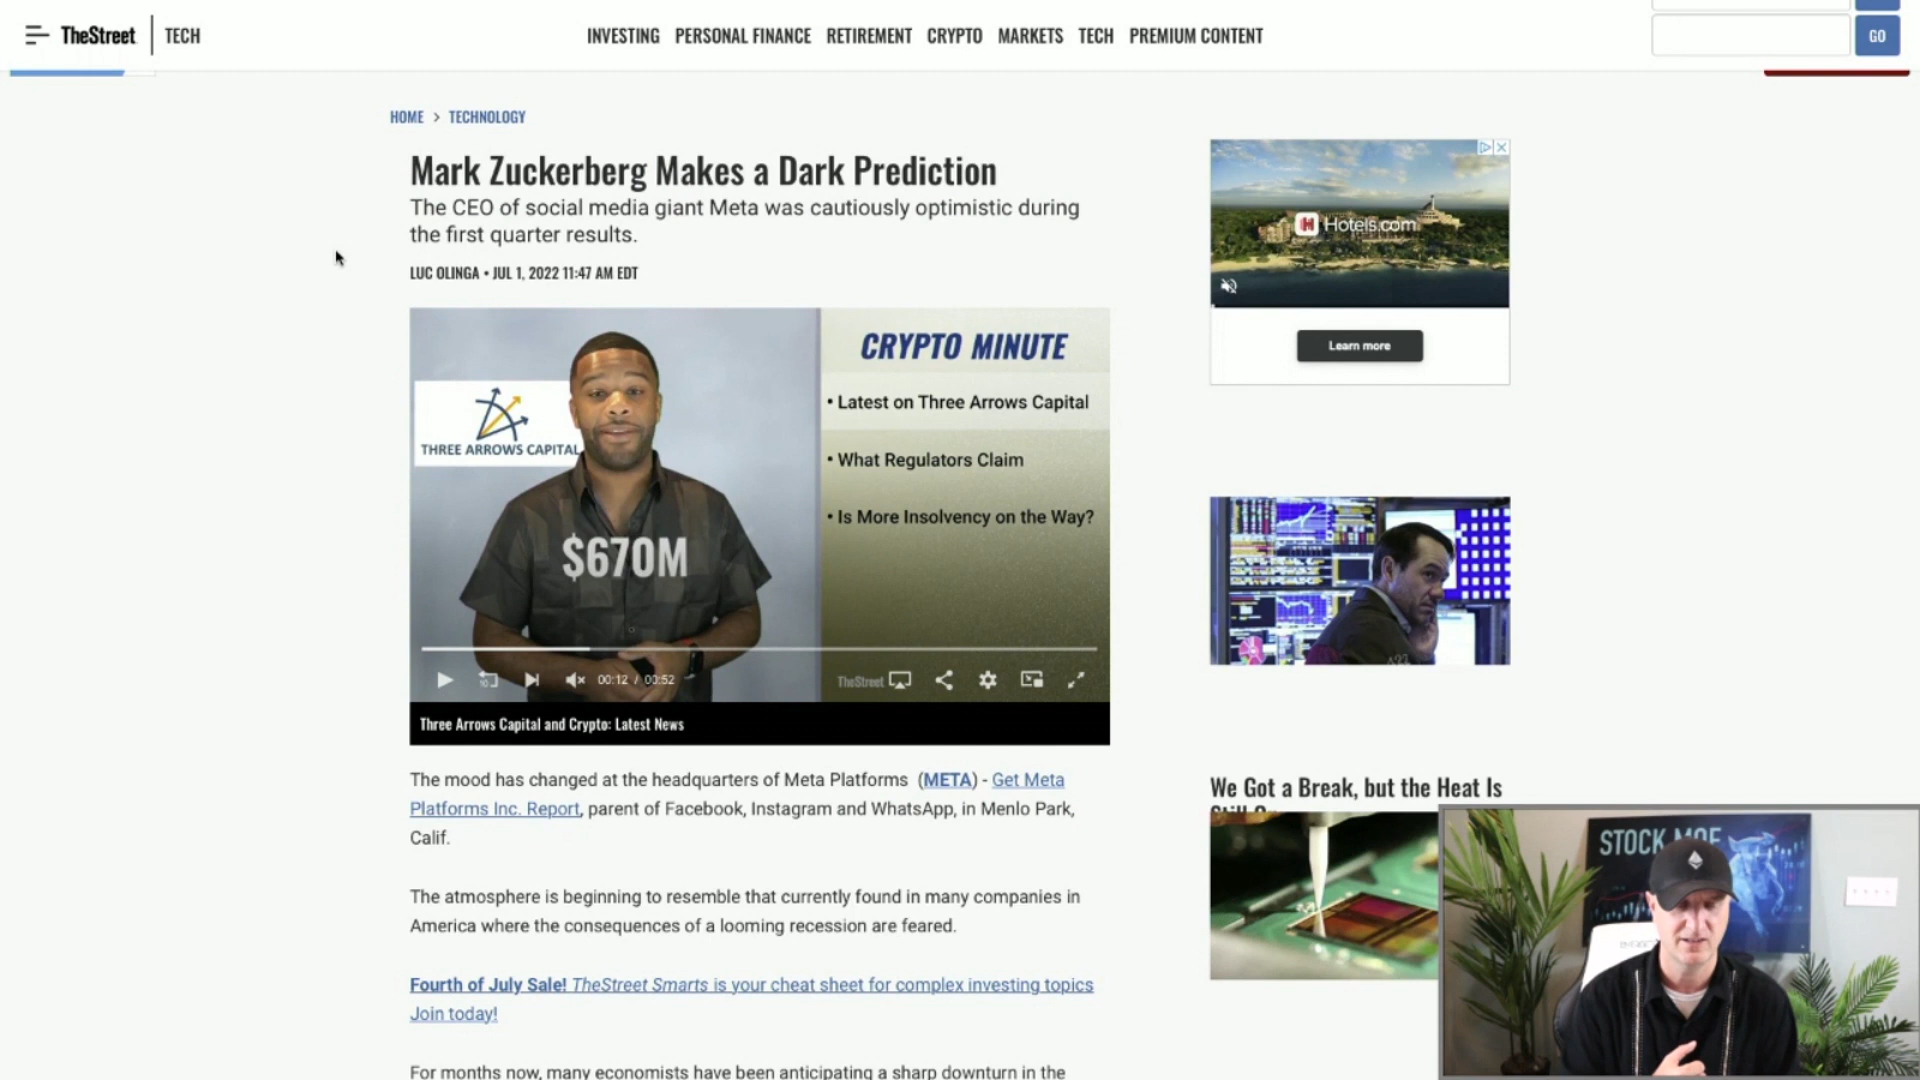 TheStreet
TECH
INVESTING PERSONAL FINANCE RETIREMENT CRYPTO MARKETS TECH PREMIUM CONTENT
GO
HOME > TECHNOLOGY
Mark Zuckerberg Makes a Dark Prediction
The CEO of social media giant Meta was cautiously optimistic during
the first quarter results.
LUC OLINGA • JUL 1, 2022 11:47 AM EDT
Hotels.com
Learn more
CRYPTO MINUTE
• Latest on Three Arrows Capital
• What Regulators Claim
• Is More Insolvency on the Way?
THREE ARROWS CAPITAL
$670M
10
00:12 / 00:52
TheStreet
Three Arrows Capital and Crypto: Latest News
The mood has changed at the headquarters of Meta Platforms (META) - Get Meta
Platforms Inc. Report, parent of Facebook, Instagram and WhatsApp, in Menlo Park,
Calif.
The atmosphere is beginning to resemble that currently found in many companies in
America where the consequences of a looming recession are feared.
Fourth of July Sale! TheStreet Smarts is your cheat sheet for complex investing topics
Join today!
For months now, many economists have been anticipating a sharp downturn in the
We Got a Break, but the Heat Is
STOCK MOE